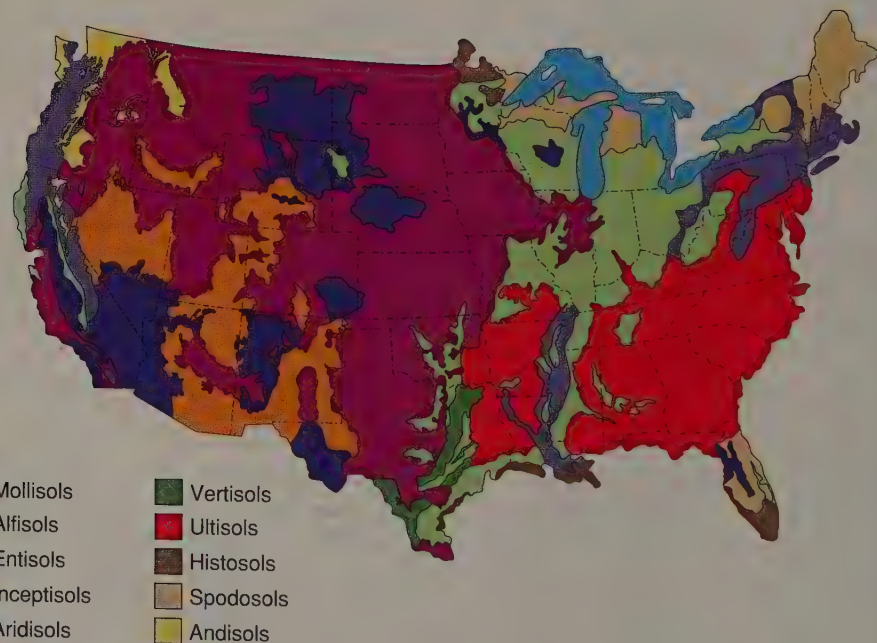 Mollisols
Alfisols
Entisols
nceptisols
Aridisols
Vertisols
Ultisols
Histosols
Spodosols
Andisols